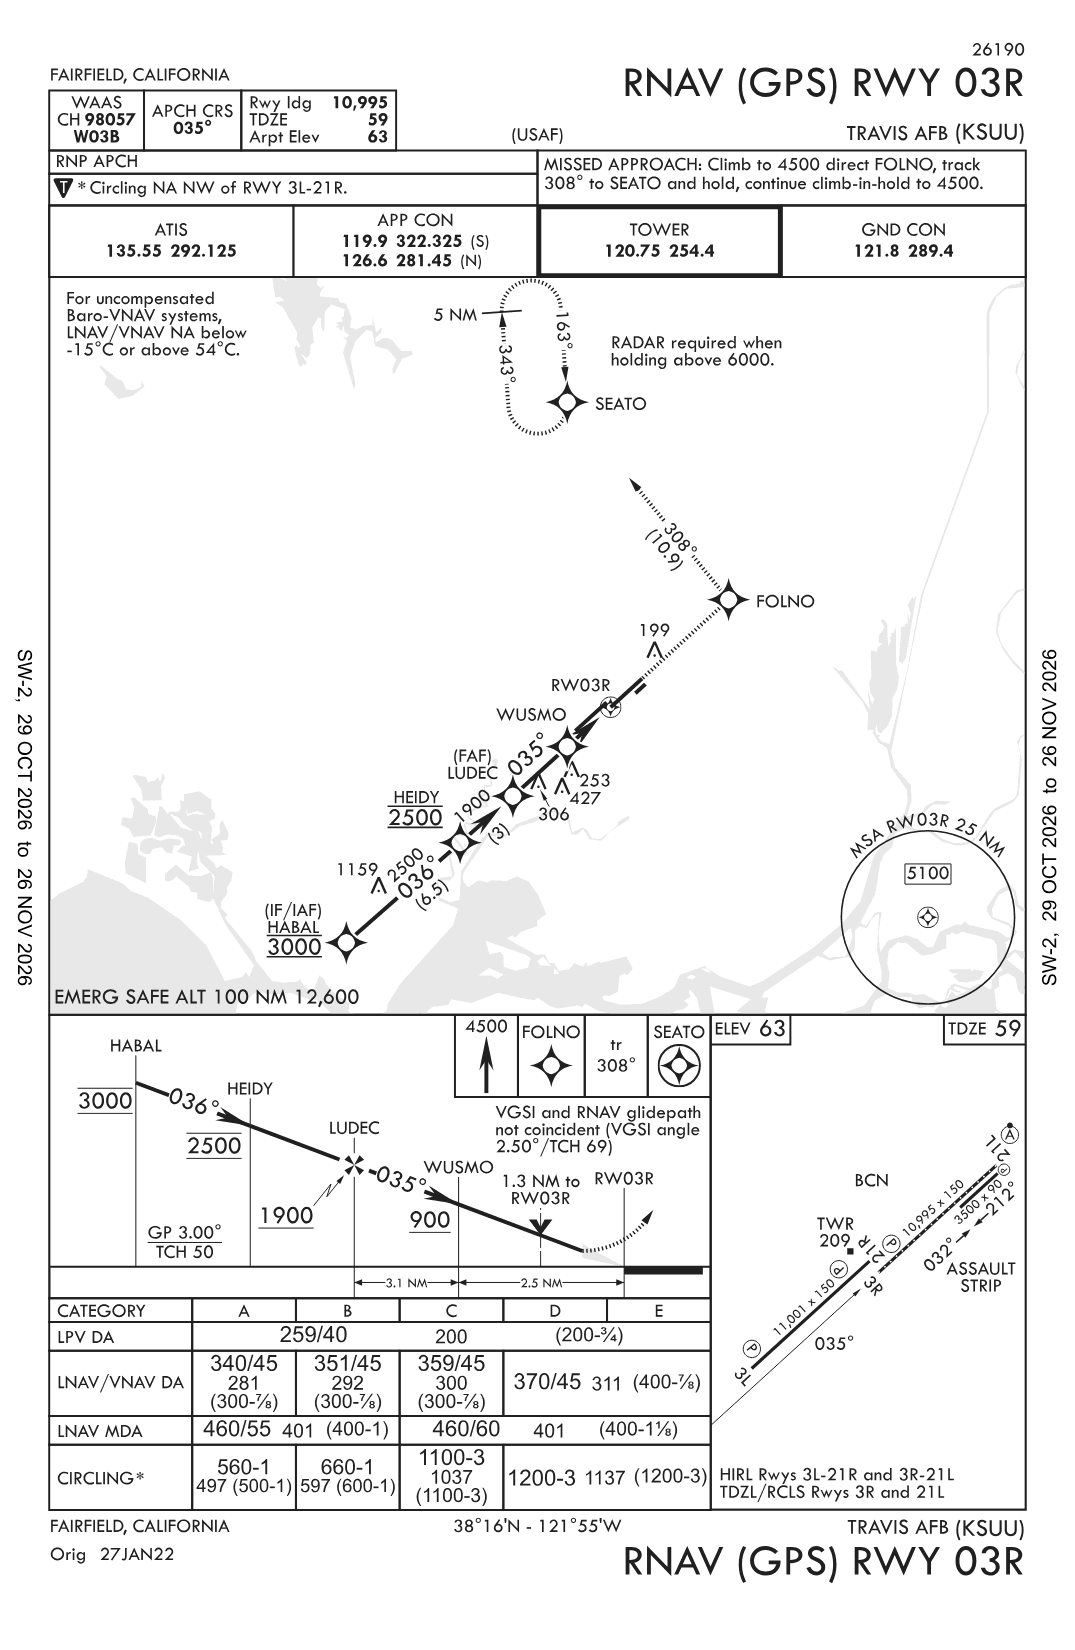 26190
FAIRFIELD, CALIFORNIA
RNAV (GPS) RWY 03R
WAAS
CH 98057
W03B
APCH CRS
035°
Rwy ldg 10,995
TDZE 59
Arpt Elev 63
(USAF)
TRAVIS AFB (KSUU)
RNP APCH
T * Circling NA NW of RWY 3L-21R.
MISSED APPROACH: Climb to 4500 direct FOLNO, track
308° to SEATO and hold, continue climb-in-hold to 4500.
ATIS
135.55 292.125
APP CON
119.9 322.325 (S)
126.6 281.45 (N)
TOWER
120.75 254.4
GND CON
121.8 289.4
For uncompensated
Baro-VNAV systems,
LNAV/VNAV NA below
-15°C or above 54°C.
5 NM
163°
343°
RADAR required when
holding above 6000.
SEATO
308°
(10.9)
FOLNO
199
RW03R
WUSMO
035°
(FAF)
LUDEC
253
427
306
HEIDY
2500
1900
(3)
1159
2500
036°
(6.5)
(IF/IAF)
HABAL
3000
MSA RW03R 25 NM
5100
EMERG SAFE ALT 100 NM 12,600
SW-2, 29 OCT 2026 to 26 NOV 2026
SW-2, 29 OCT 2026 to 26 NOV 2026
HABAL
3000
036°
HEIDY
2500
LUDEC
1900
035°
WUSMO
900
1.3 NM to
RW03R
RW03R
GP 3.00°
TCH 50
3.1 NM
2.5 NM
4500
FOLNO
tr
308°
SEATO
VGSI and RNAV glidepath
not coincident (VGSI angle
2.50°/TCH 69)
ELEV 63
TDZE 59
A
21L
P
BCN
10,995 x 150
3500 x 90
212°
032°
ASSAULT
STRIP
TWR
209
21R
P
P
3R
11,001 x 150
035°
P
3L
HIRL Rwys 3L-21R and 3R-21L
TDZL/RCLS Rwys 3R and 21L
CATEGORY A B C D E
LPV DA 259/40 200 (200-¾)
LNAV/VNAV DA
340/45
281
(300-⅞)
351/45
292
(300-⅞)
359/45
300
(300-⅞)
370/45 311 (400-⅞)
LNAV MDA 460/55 401 (400-1) 460/60 401 (400-1⅛)
CIRCLING*
560-1
497 (500-1)
660-1
597 (600-1)
1100-3
1037
(1100-3)
1200-3 1137 (1200-3)
FAIRFIELD, CALIFORNIA
38°16'N - 121°55'W
TRAVIS AFB (KSUU)
Orig 27JAN22
RNAV (GPS) RWY 03R